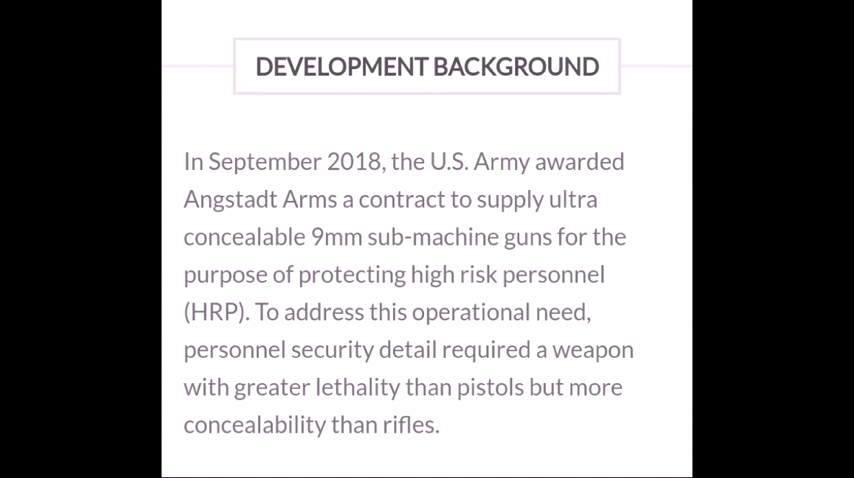 DEVELOPMENT BACKGROUND
In September 2018, the U.S. Army awarded
Angstadt Arms a contract to supply ultra
concealable 9mm sub-machine guns for the
purpose of protecting high risk personnel
(HRP). To address this operational need,
personnel security detail required a weapon
with greater lethality than pistols but more
concealability than rifles.